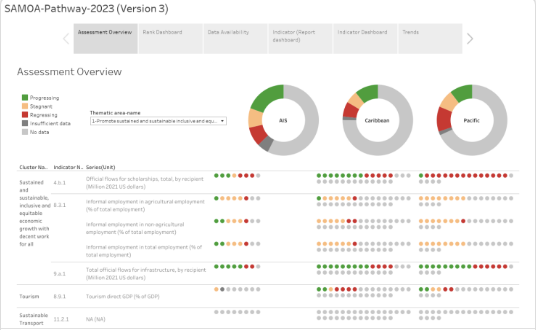 SAMOA-Pathway-2023 (Version 3)
Assessment Overview
Rank Dashboard
Data Availability
Indicator (Report dashboard)
Indicator Dashboard
Trends
Assessment Overview
Progressing
Stagnant
Regressing
Insufficient data
No data
Thematic area name
1-Promote sustained and sustainable inclusive and equ..
AIS
Caribbean
Pacific
Cluster Na..
Indicator N..
Series(Unit)
Sustained
and
sustainable,
inclusive and
equitable
economic
growth with
decent work
for all
Official flows for scholarships, total, by recipient
(Million 2021 US dollars)
8.3.1
Informal employment in agricultural employment
(% of total employment)
Informal employment in non-agricultural
employment (% of total employment)
Informal employment in total employment (% of
total employment)
Total official flows for infrastructure, by recipient
(Million 2021 US dollars)
Tourism
8.9.1
Tourism direct GDP (% of GDP)
Sustainable
Transport
11.2.1
NA (NA)